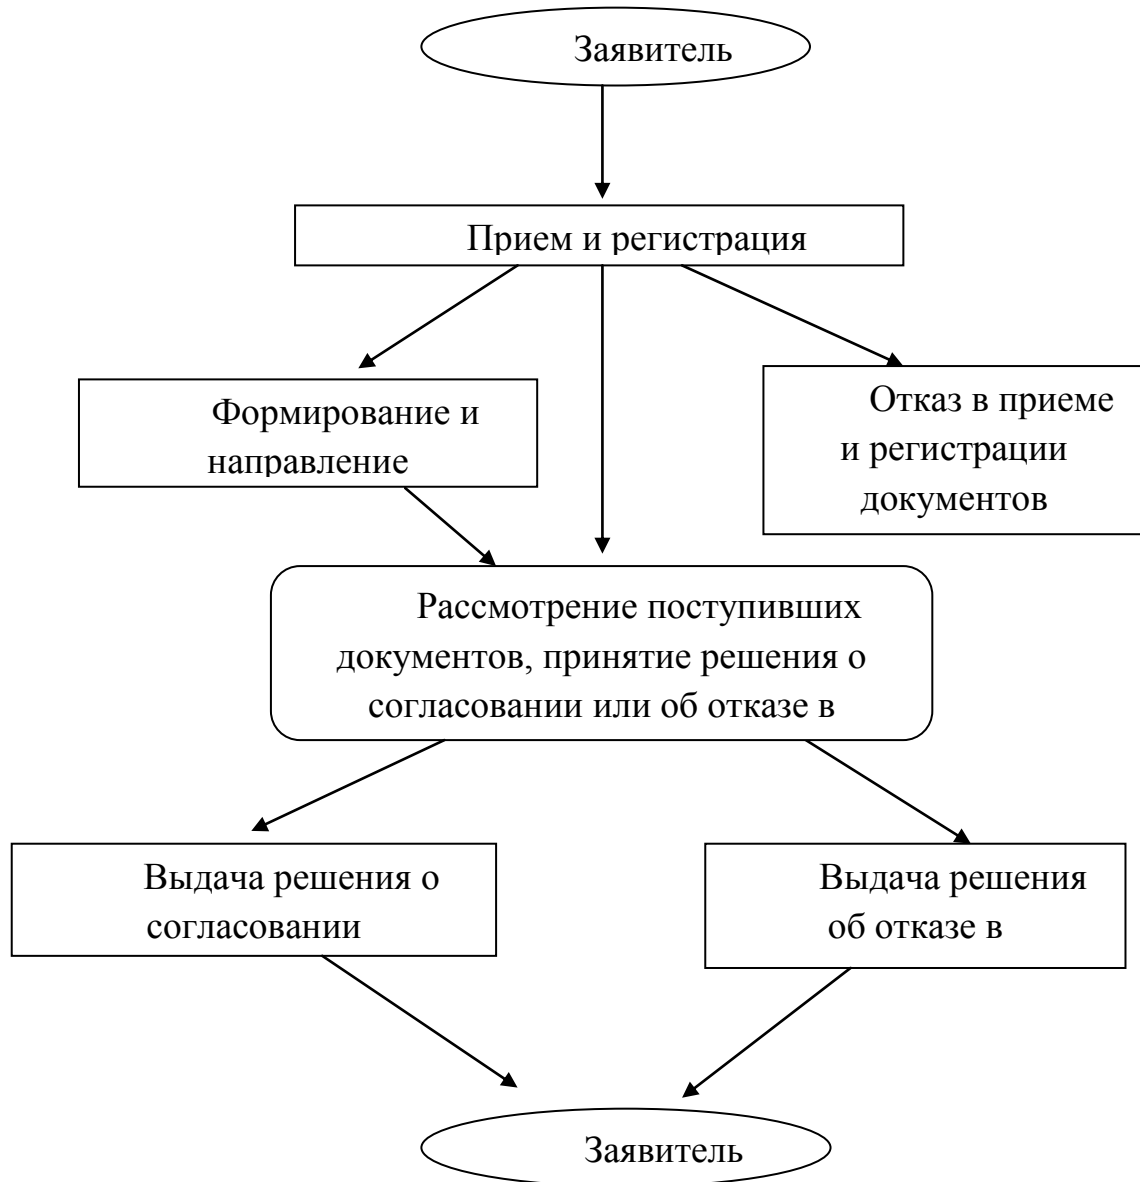 Заявитель
Прием и регистрация
Формирование и
направление
Отказ в приеме
и регистрации
документов
Рассмотрение поступивших
документов, принятие решения о
согласовании или об отказе в
Выдача решения о
согласовании
Выдача решения
об отказе в
Заявитель